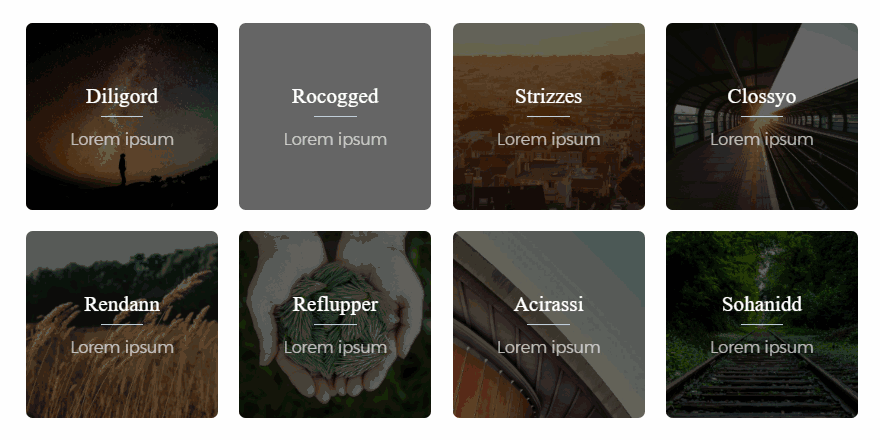 Diligord
Lorem ipsum
Rocogged
Lorem ipsum
Strizzes
Lorem ipsum
Clossyo
Lorem ipsum
Rendann
Lorem ipsum
Reflupper
Lorem ipsum
Acirassi
Lorem ipsum
Sohanidd
Lorem ipsum